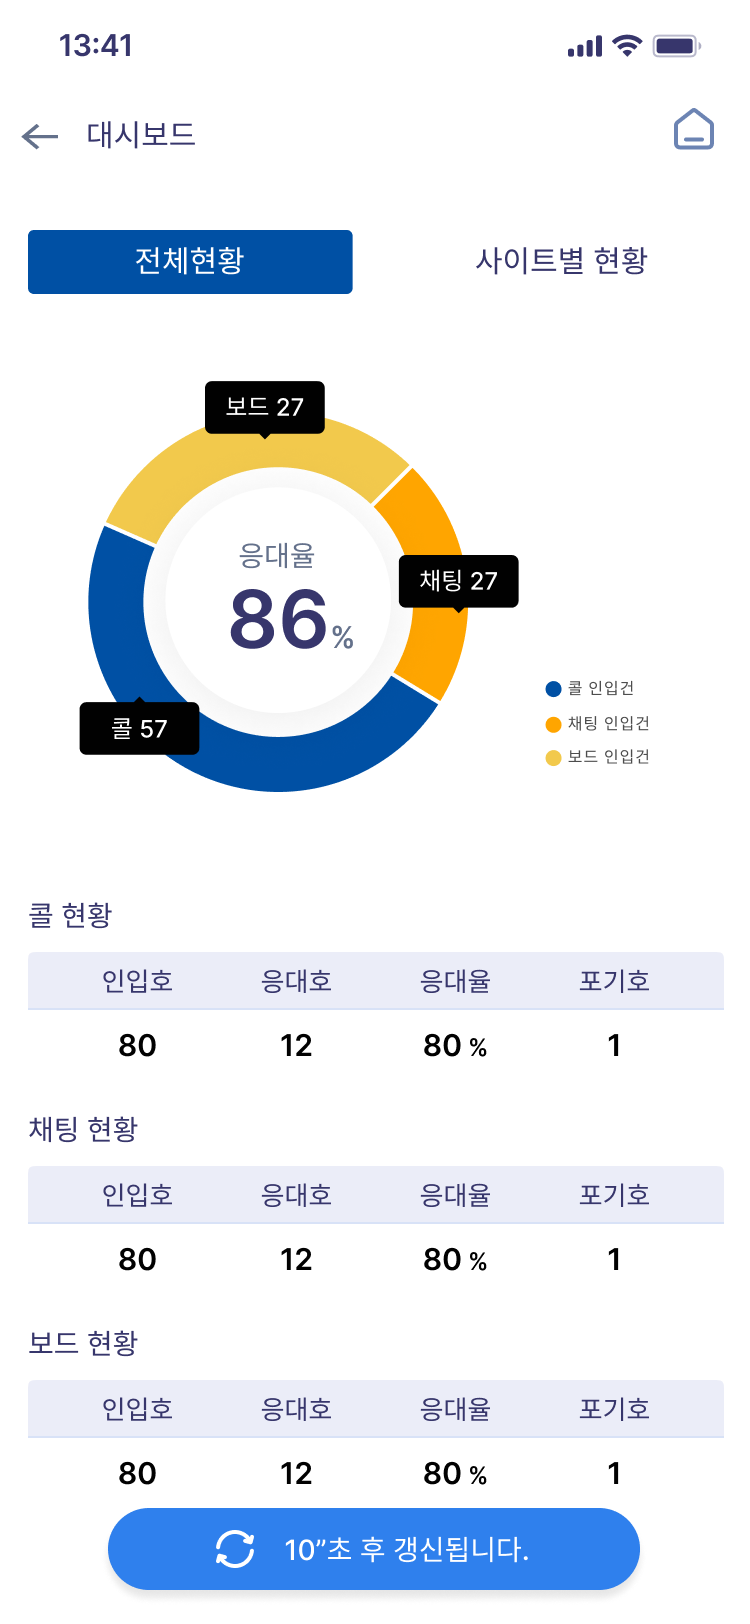 13:41
대시보드
전체현황 사이트별 현황
보드 27
응대율
86%
채팅 27
콜 57
콜 인입건
채팅 인입건
보드 인입건
콜 현황
인입호 응대호 응대율 포기호
80 12 80 % 1
채팅 현황
인입호 응대호 응대율 포기호
80 12 80 % 1
보드 현황
인입호 응대호 응대율 포기호
80 12 80 % 1
10”초 후 갱신됩니다.